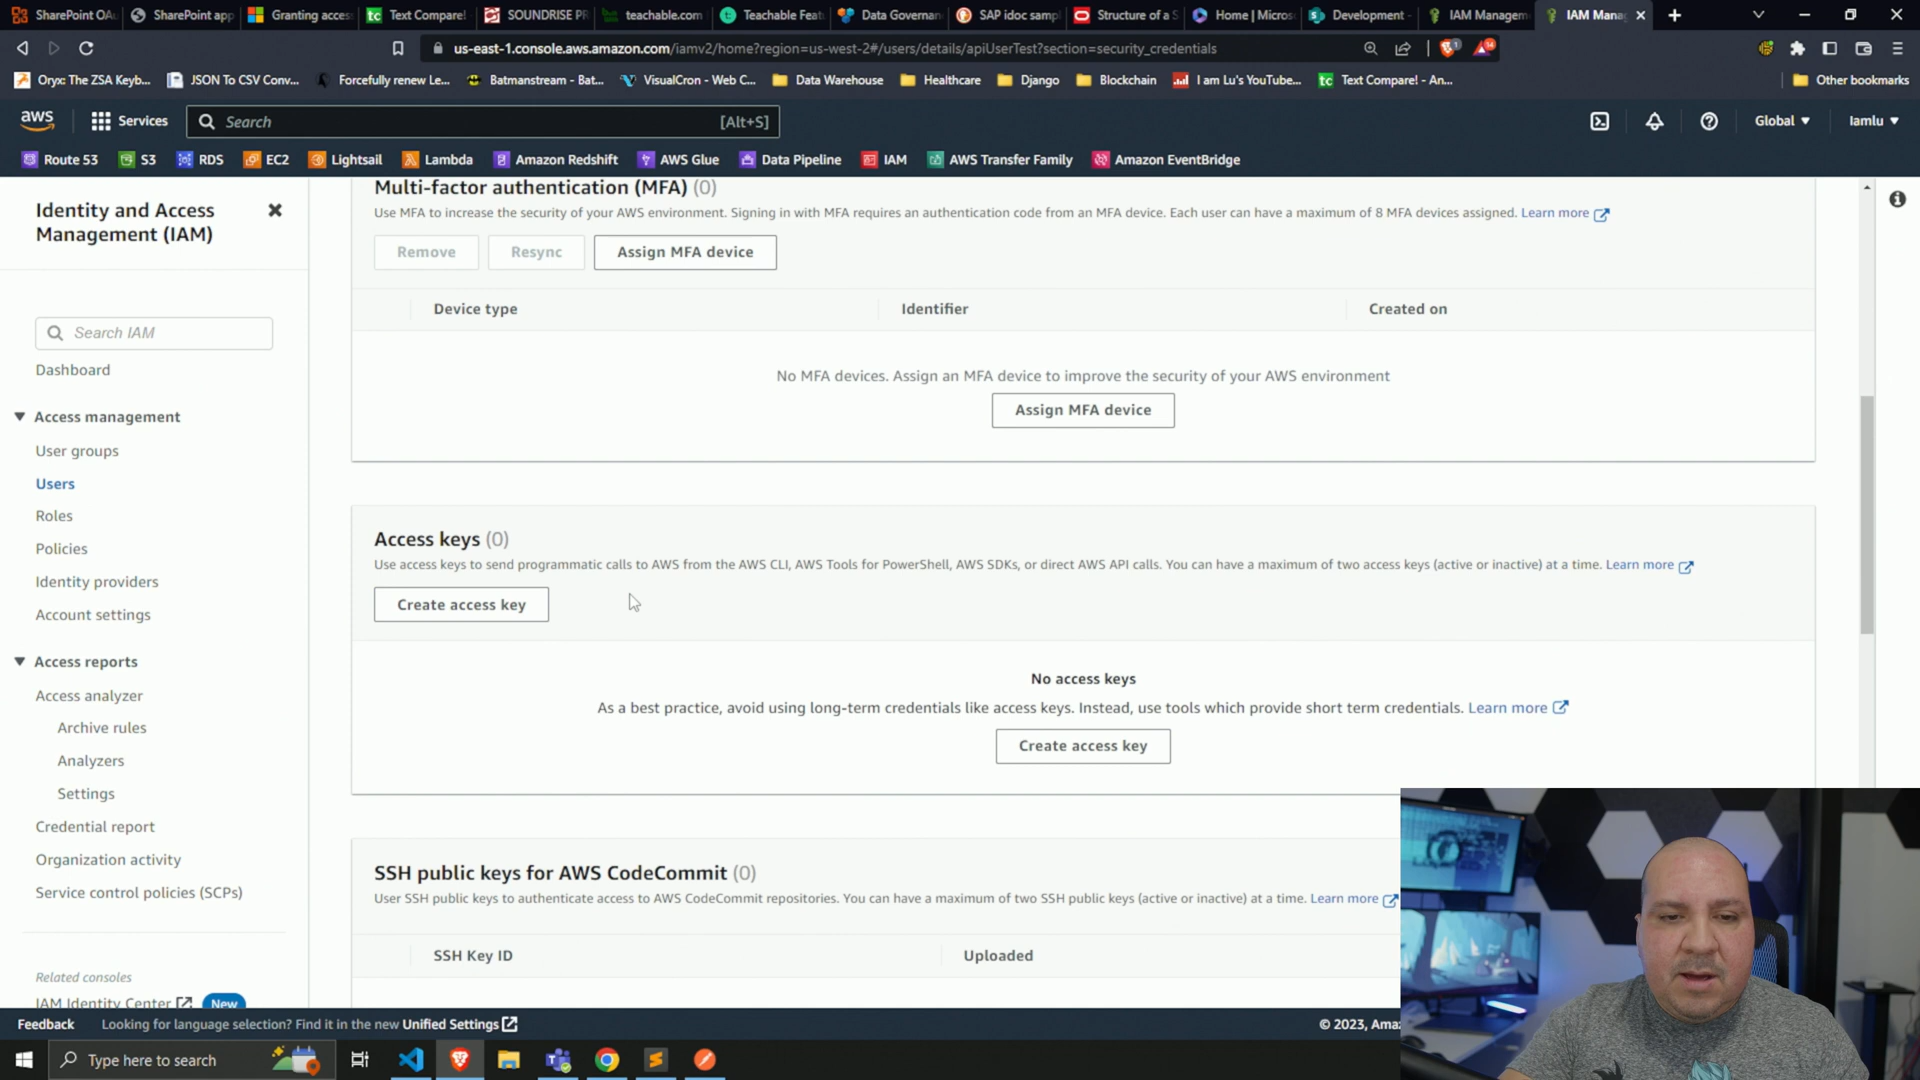 SharePoint OAu
SharePoint app
Granting acces
Text Compare!
SOUNDRISE PR
teachable.com
Teachable Feat
Data Governan
SAP idoc samp
Structure of a S
Home | Micros
Development -
IAM Managem
IAM Mana
us-east-1.console.aws.amazon.com/iamv2/home?region=us-west-2#/users/details/apiUserTest?section=security_credentials
Oryx: The ZSA Keyb...
JSON To CSV Conv...
Forcefully renew Le...
Batmanstream - Bat...
VisualCron - Web C...
Data Warehouse
Healthcare
Django
Blockchain
I am Lu's YouTube...
Text Compare! - An...
Other bookmarks
aws
Services
Search
[Alt+S]
Global
Iamlu
Route 53
S3
RDS
EC2
Lightsail
Lambda
Amazon Redshift
AWS Glue
Data Pipeline
IAM
AWS Transfer Family
Amazon EventBridge
Identity and Access
Management (IAM)
Search IAM
Dashboard
Access management
User groups
Users
Roles
Policies
Identity providers
Account settings
Access reports
Access analyzer
Archive rules
Analyzers
Settings
Credential report
Organization activity
Service control policies (SCPs)
Related consoles
IAM Identity Center
New
Multi-factor authentication (MFA) (0)
Use MFA to increase the security of your AWS environment. Signing in with MFA requires an authentication code from an MFA device. Each user can have a maximum of 8 MFA devices assigned. Learn more
Remove
Resync
Assign MFA device
Device type
Identifier
Created on
No MFA devices. Assign an MFA device to improve the security of your AWS environment
Assign MFA device
Access keys (0)
Use access keys to send programmatic calls to AWS from the AWS CLI, AWS Tools for PowerShell, AWS SDKs, or direct AWS API calls. You can have a maximum of two access keys (active or inactive) at a time. Learn more
Create access key
No access keys
As a best practice, avoid using long-term credentials like access keys. Instead, use tools which provide short term credentials. Learn more
Create access key
SSH public keys for AWS CodeCommit (0)
User SSH public keys to authenticate access to AWS CodeCommit repositories. You can have a maximum of two SSH public keys (active or inactive) at a time. Learn more
SSH Key ID
Uploaded
Feedback
Looking for language selection? Find it in the new Unified Settings
© 2023, Amaz
Type here to search